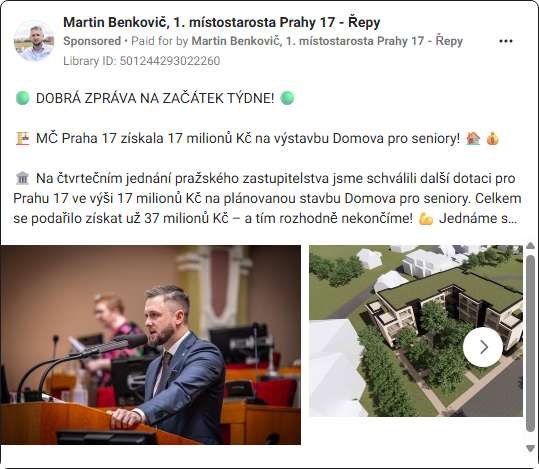 Martin Benkovič, 1. místostarosta Prahy 17 - Řepy
Sponsored • Paid for by Martin Benkovič, 1. místostarosta Prahy 17 - Řepy
Library ID: 501244293022260
🟢 DOBRÁ ZPRÁVA NA ZAČÁTEK TÝDNE! 🟢
🏗️ MČ Praha 17 získala 17 milionů Kč na výstavbu Domova pro seniory! 🏠 💰
🏛️ Na čtvrtečním jednání pražského zastupitelstva jsme schválili další dotaci pro
Prahu 17 ve výši 17 milionů Kč na plánovanou stavbu Domova pro seniory. Celkem
se podařilo získat už 37 milionů Kč – a tím rozhodně nekončíme! 💪 Jednáme s...